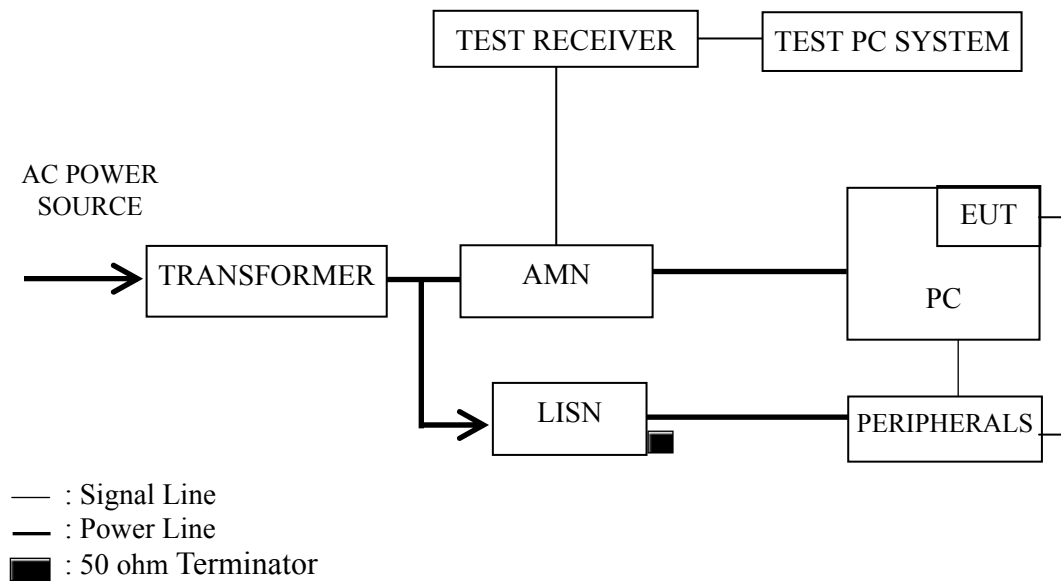 TEST RECEIVER
TEST PC SYSTEM
AC POWER
SOURCE
TRANSFORMER
AMN
EUT
PC
LISN
PERIPHERALS
: Signal Line
: Power Line
: 50 ohm Terminator